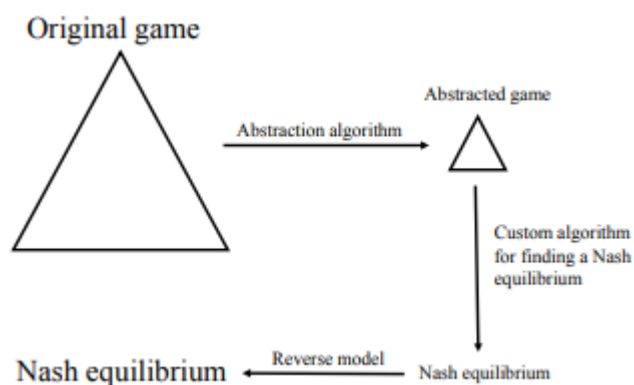 Original game
Abstracted game
Abstraction algorithm
Custom algorithm
for finding a Nash
equilibrium
Nash equilibrium
Reverse model
Nash equilibrium